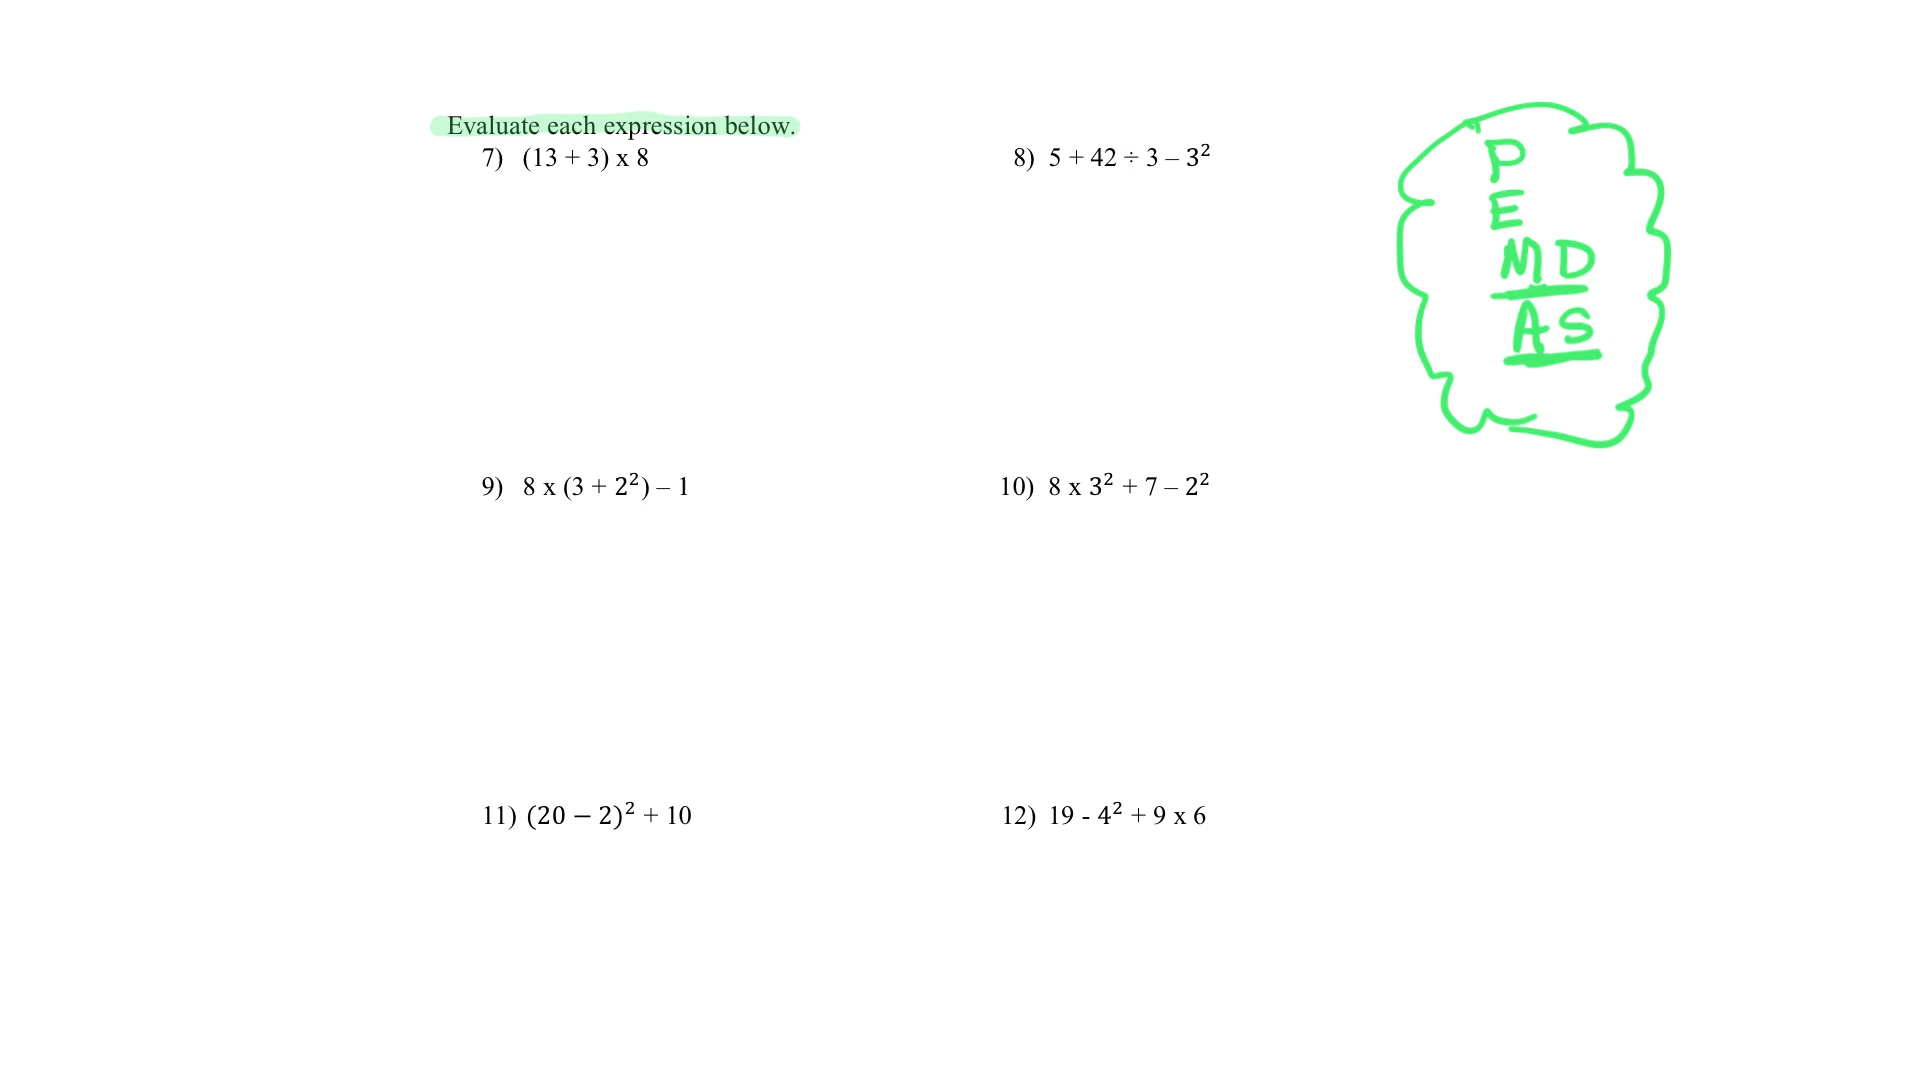 Evaluate each expression below.
7) (13 + 3) x 8
8) 5 + 42 ÷ 3 – 3²
P
E
MD
AS
9) 8 x (3 + 2²) – 1
10) 8 x 3² + 7 – 2²
11) (20 − 2)² + 10
12) 19 - 4² + 9 x 6